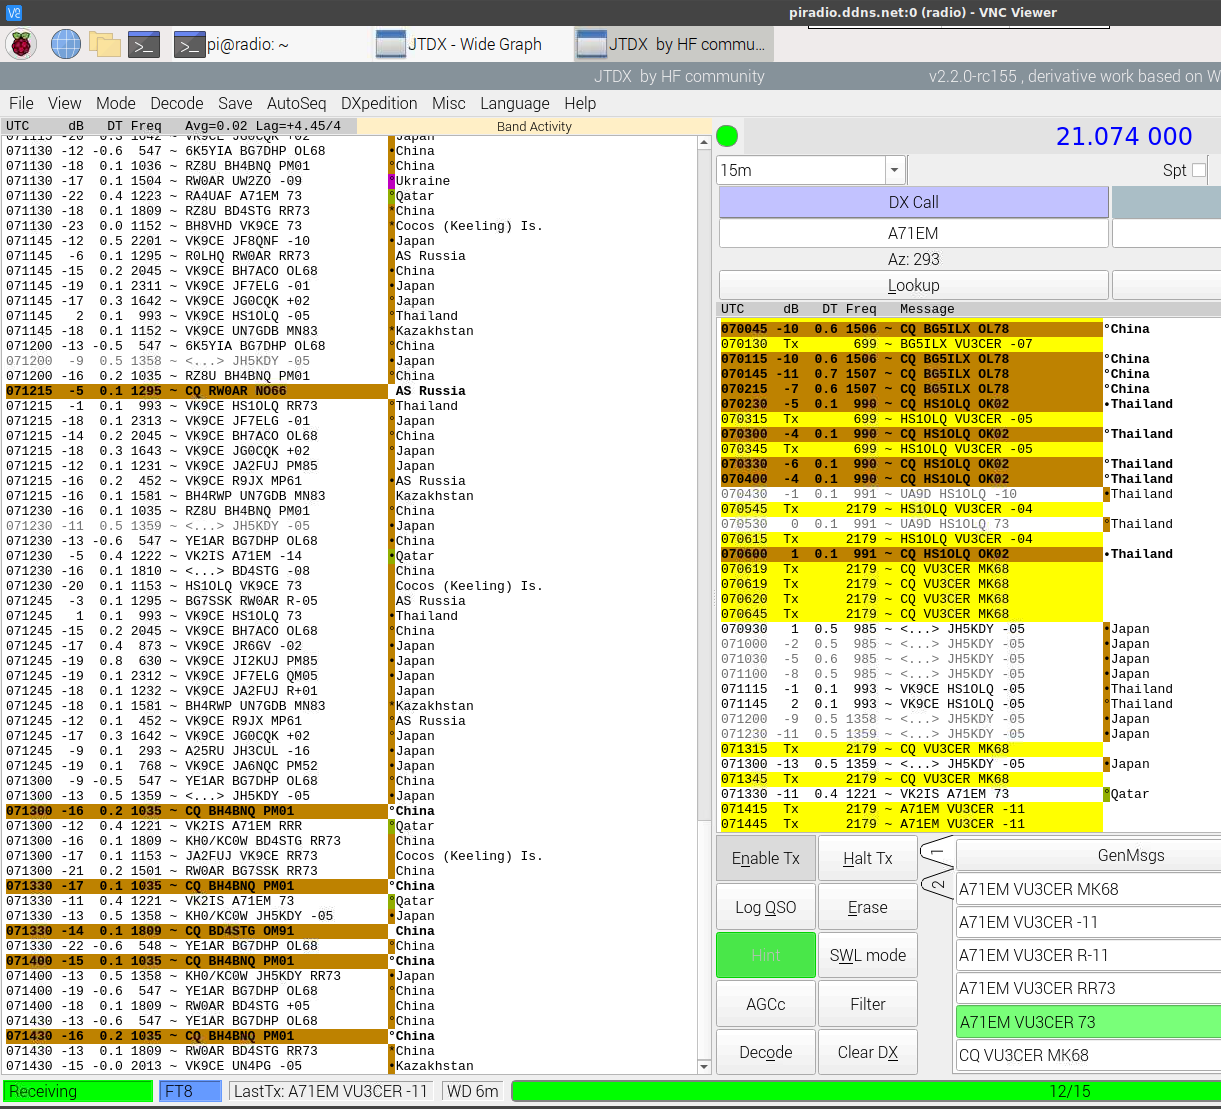 piradio.ddns.net:0 (radio) - VNC Viewer
pi@radio: ~
JTDX - Wide Graph
JTDX by HF commu...
JTDX by HF community v2.2.0-rc155 , derivative work based on W
File View Mode Decode Save AutoSeq DXpedition Misc Language Help
UTC dB DT Freq Avg=0.02 Lag=+4.45/4
Band Activity
071115 -20 0.3 1642 ~ VK9CE JG0CQK +02 °Japan
071130 -12 -0.6 547 ~ 6K5YIA BG7DHP OL68 •China
071130 -18 0.1 1036 ~ RZ8U BH4BNQ PM01 °China
071130 -17 0.1 1504 ~ RW0AR UW2ZO -09 °Ukraine
071130 -22 0.4 1223 ~ RA4UAF A71EM 73 °Qatar
071130 -18 0.1 1809 ~ RZ8U BD4STG RR73 *China
071130 -23 0.0 1152 ~ BH8VHD VK9CE 73 *Cocos (Keeling) Is.
071145 -12 0.5 2201 ~ VK9CE JF8QNF -10 •Japan
071145 -6 0.1 1295 ~ R0LHQ RW0AR RR73 AS Russia
071145 -15 0.2 2045 ~ VK9CE BH7ACO OL68 •China
071145 -19 0.1 2311 ~ VK9CE JF7ELG -01 •Japan
071145 -17 0.3 1642 ~ VK9CE JG0CQK +02 °Japan
071145 2 0.1 993 ~ VK9CE HS1OLQ -05 °Thailand
071145 -18 0.1 1152 ~ VK9CE UN7GDB MN83 *Kazakhstan
071200 -13 -0.5 547 ~ 6K5YIA BG7DHP OL68 °China
071200 -9 0.5 1358 ~ <...> JH5KDY -05 •Japan
071200 -16 0.2 1035 ~ RZ8U BH4BNQ PM01 °China
071215 -5 0.1 1295 ~ CQ RW0AR NO66 AS Russia
071215 -1 0.1 993 ~ VK9CE HS1OLQ RR73 °Thailand
071215 -18 0.1 2313 ~ VK9CE JF7ELG -01 °Japan
071215 -14 0.2 2045 ~ VK9CE BH7ACO OL68 °China
071215 -18 0.3 1643 ~ VK9CE JG0CQK +02 °Japan
071215 -12 0.1 1231 ~ VK9CE JA2FUJ PM85 Japan
071215 -16 0.2 452 ~ VK9CE R9JX MP61 •AS Russia
071215 -16 0.1 1581 ~ BH4RWP UN7GDB MN83 Kazakhstan
071230 -16 0.1 1035 ~ RZ8U BH4BNQ PM01 °China
071230 -11 0.5 1359 ~ <...> JH5KDY -05 •Japan
071230 -13 -0.6 547 ~ YE1AR BG7DHP OL68 •China
071230 -5 0.4 1222 ~ VK2IS A71EM -14 •Qatar
071230 -16 0.1 1810 ~ <...> BD4STG -08 China
071230 -20 0.1 1153 ~ HS1OLQ VK9CE 73 Cocos (Keeling) Is.
071245 -3 0.1 1295 ~ BG7SSK RW0AR R-05 AS Russia
071245 1 0.1 993 ~ VK9CE HS1OLQ 73 •Thailand
071245 -15 0.2 2045 ~ VK9CE BH7ACO OL68 °China
071245 -17 0.4 873 ~ VK9CE JR6GV -02 •Japan
071245 -19 0.8 630 ~ VK9CE JI2KUJ PM85 •Japan
071245 -19 0.1 2312 ~ VK9CE JF7ELG QM05 •Japan
071245 -18 0.1 1232 ~ VK9CE JA2FUJ R+01 Japan
071245 -18 0.1 1581 ~ BH4RWP UN7GDB MN83 *Kazakhstan
071245 -12 0.1 452 ~ VK9CE R9JX MP61 °AS Russia
071245 -17 0.3 1642 ~ VK9CE JG0CQK +02 °Japan
071245 -9 0.1 293 ~ A25RU JH3CUL -16 •Japan
071245 -19 0.1 768 ~ VK9CE JA6NQC PM52 •Japan
071300 -9 -0.5 547 ~ YE1AR BG7DHP OL68 °China
071300 -13 0.5 1359 ~ <...> JH5KDY -05 •Japan
071300 -16 0.2 1035 ~ CQ BH4BNQ PM01 °China
071300 -12 0.4 1221 ~ VK2IS A71EM RRR °Qatar
071300 -16 0.1 1809 ~ KH0/KC0W BD4STG RR73 China
071300 -17 0.1 1153 ~ JA2FUJ VK9CE RR73 Cocos (Keeling) Is.
071300 -21 0.2 1501 ~ RW0AR BG7SSK RR73 °China
071330 -17 0.1 1035 ~ CQ BH4BNQ PM01 °China
071330 -11 0.4 1221 ~ VK2IS A71EM 73 °Qatar
071330 -13 0.5 1358 ~ KH0/KC0W JH5KDY -05 •Japan
071330 -14 0.1 1809 ~ CQ BD4STG OM91 China
071330 -22 -0.6 548 ~ YE1AR BG7DHP OL68 °China
071400 -15 0.1 1035 ~ CQ BH4BNQ PM01 °China
071400 -13 0.5 1358 ~ KH0/KC0W JH5KDY RR73 •Japan
071400 -19 -0.6 547 ~ YE1AR BG7DHP OL68 °China
071400 -18 0.1 1809 ~ RW0AR BD4STG +05 China
071430 -13 -0.6 547 ~ YE1AR BG7DHP OL68 °China
071430 -16 0.2 1035 ~ CQ BH4BNQ PM01 °China
071430 -13 0.1 1809 ~ RW0AR BD4STG RR73 *China
071430 -15 -0.0 2013 ~ VK9CE UN4PG -05 •Kazakhstan
21.074 000
15m
Spt
DX Call
A71EM
Az: 293
Lookup
UTC dB DT Freq Message
070045 -10 0.6 1506 ~ CQ BG5ILX OL78 °China
070130 Tx 699 ~ BG5ILX VU3CER -07
070115 -10 0.6 1506 ~ CQ BG5ILX OL78 °China
070145 -11 0.7 1507 ~ CQ BG5ILX OL78 °China
070215 -7 0.6 1507 ~ CQ BG5ILX OL78 °China
070230 -5 0.1 990 ~ CQ HS1OLQ OK02 •Thailand
070315 Tx 699 ~ HS1OLQ VU3CER -05
070300 -4 0.1 990 ~ CQ HS1OLQ OK02 °Thailand
070345 Tx 699 ~ HS1OLQ VU3CER -05
070330 -6 0.1 990 ~ CQ HS1OLQ OK02 °Thailand
070400 -4 0.1 990 ~ CQ HS1OLQ OK02 °Thailand
070430 -1 0.1 991 ~ UA9D HS1OLQ -10 •Thailand
070545 Tx 2179 ~ HS1OLQ VU3CER -04
070530 0 0.1 991 ~ UA9D HS1OLQ 73 °Thailand
070615 Tx 2179 ~ HS1OLQ VU3CER -04
070600 1 0.1 991 ~ CQ HS1OLQ OK02 •Thailand
070619 Tx 2179 ~ CQ VU3CER MK68
070630 Tx 2179 ~ CQ VU3CER MK68
070620 Tx 2179 ~ CQ VU3CER MK68
070645 Tx 2179 ~ CQ VU3CER MK68
070930 1 0.5 985 ~ <...> JH5KDY -05 •Japan
071000 -2 0.5 985 ~ <...> JH5KDY -05 •Japan
071030 -5 0.6 985 ~ <...> JH5KDY -05 •Japan
071100 -8 0.5 985 ~ <...> JH5KDY -05 •Japan
071115 -1 0.1 993 ~ VK9CE HS1OLQ -05 •Thailand
071145 2 0.1 993 ~ VK9CE HS1OLQ -05 °Thailand
071200 -9 0.5 1358 ~ <...> JH5KDY -05 •Japan
071230 -11 0.5 1359 ~ <...> JH5KDY -05 •Japan
071315 Tx 2179 ~ CQ VU3CER MK68
071300 -13 0.5 1359 ~ <...> JH5KDY -05 •Japan
071345 Tx 2179 ~ CQ VU3CER MK68
071330 -11 0.4 1221 ~ VK2IS A71EM 73 °Qatar
071415 Tx 2179 ~ A71EM VU3CER -11
071445 Tx 2179 ~ A71EM VU3CER -11
Enable Tx Halt Tx
Log QSO Erase
Hint SWL mode
AGCc Filter
Decode Clear DX
1
2
GenMsgs
A71EM VU3CER MK68
A71EM VU3CER -11
A71EM VU3CER R-11
A71EM VU3CER RR73
A71EM VU3CER 73
CQ VU3CER MK68
Receiving FT8 LastTx: A71EM VU3CER -11 WD 6m 12/15